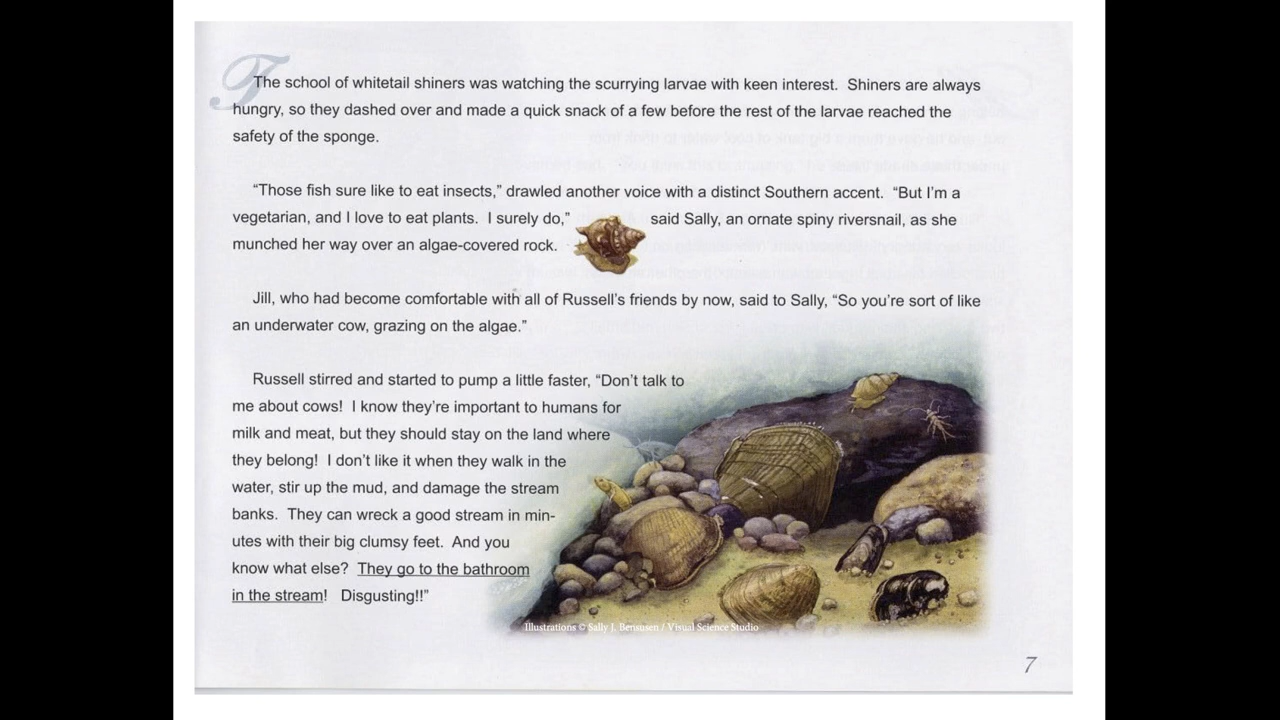 The school of whitetail shiners was watching the scurrying larvae with keen interest.  Shiners are always
hungry, so they dashed over and made a quick snack of a few before the rest of the larvae reached the
safety of the sponge.
“Those fish sure like to eat insects,” drawled another voice with a distinct Southern accent.  “But I’m a
vegetarian, and I love to eat plants.  I surely do,” said Sally, an ornate spiny riversnail, as she
munched her way over an algae-covered rock.
Jill, who had become comfortable with all of Russell’s friends by now, said to Sally, “So you’re sort of like
an underwater cow, grazing on the algae.”
Russell stirred and started to pump a little faster, “Don’t talk to
me about cows!  I know they’re important to humans for
milk and meat, but they should stay on the land where
they belong!  I don’t like it when they walk in the
water, stir up the mud, and damage the stream
banks.  They can wreck a good stream in min-
utes with their big clumsy feet.  And you
know what else?  They go to the bathroom
in the stream!  Disgusting!!”
Illustrations © Sally J. Bensusen / Visual Science Studio
7